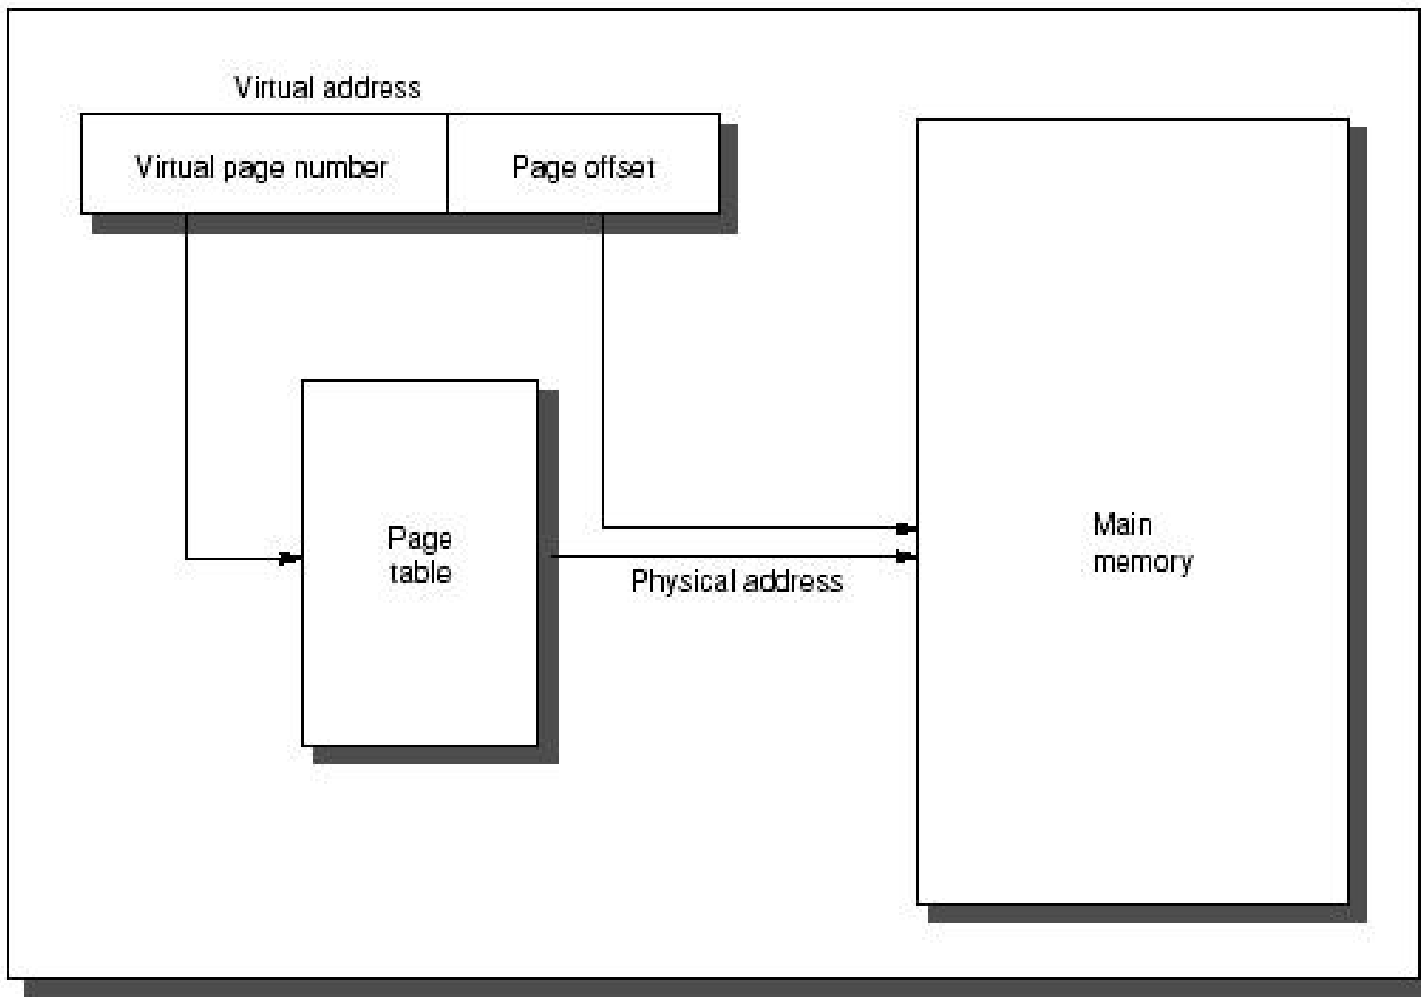 Virtual address
Virtual page number
Page offset
Page
table
Physical address
Main
memory